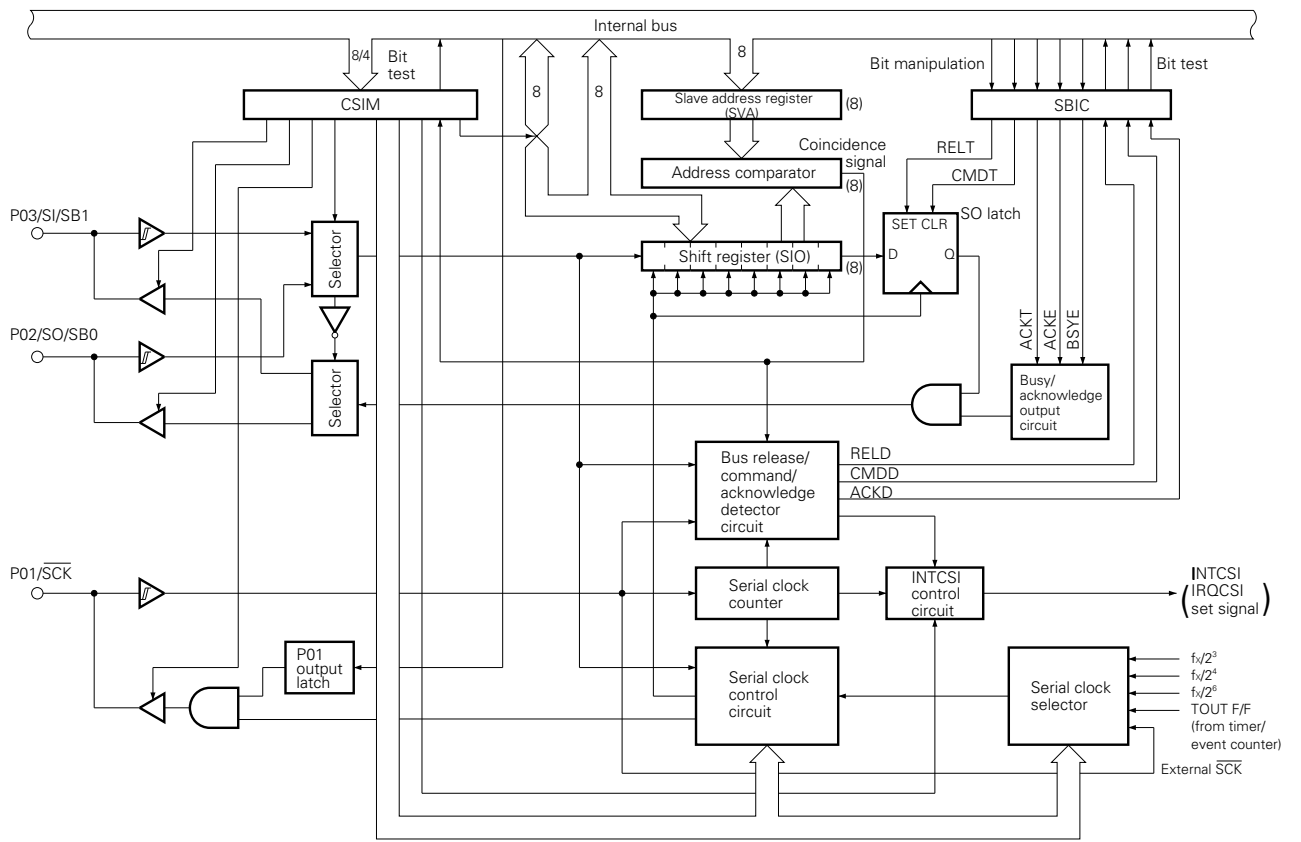 Internal bus
8/4
Bit
test
8
8
8
Bit manipulation
Bit test
CSIM
Slave address register
(SVA)
(8)
SBIC
Coincidence
signal
Address comparator
(8)
RELT
CMDT
P03/SI/SB1
SO latch
SET CLR
D
Q
Selector
Shift register (SIO)
(8)
P02/SO/SB0
ACKT
ACKE
BSYE
Selector
Busy/
acknowledge
output
circuit
Bus release/
command/
acknowledge
detector
circuit
RELD
CMDD
ACKD
P01/S̅C̅K̅
Serial clock
counter
INTCSI
control
circuit
INTCSI
(IRQCSI
set signal)
P01
output
latch
Serial clock
control
circuit
Serial clock
selector
fx/2³
fx/2⁴
fx/2⁶
TOUT F/F
(from timer/
event counter)
External S̅C̅K̅